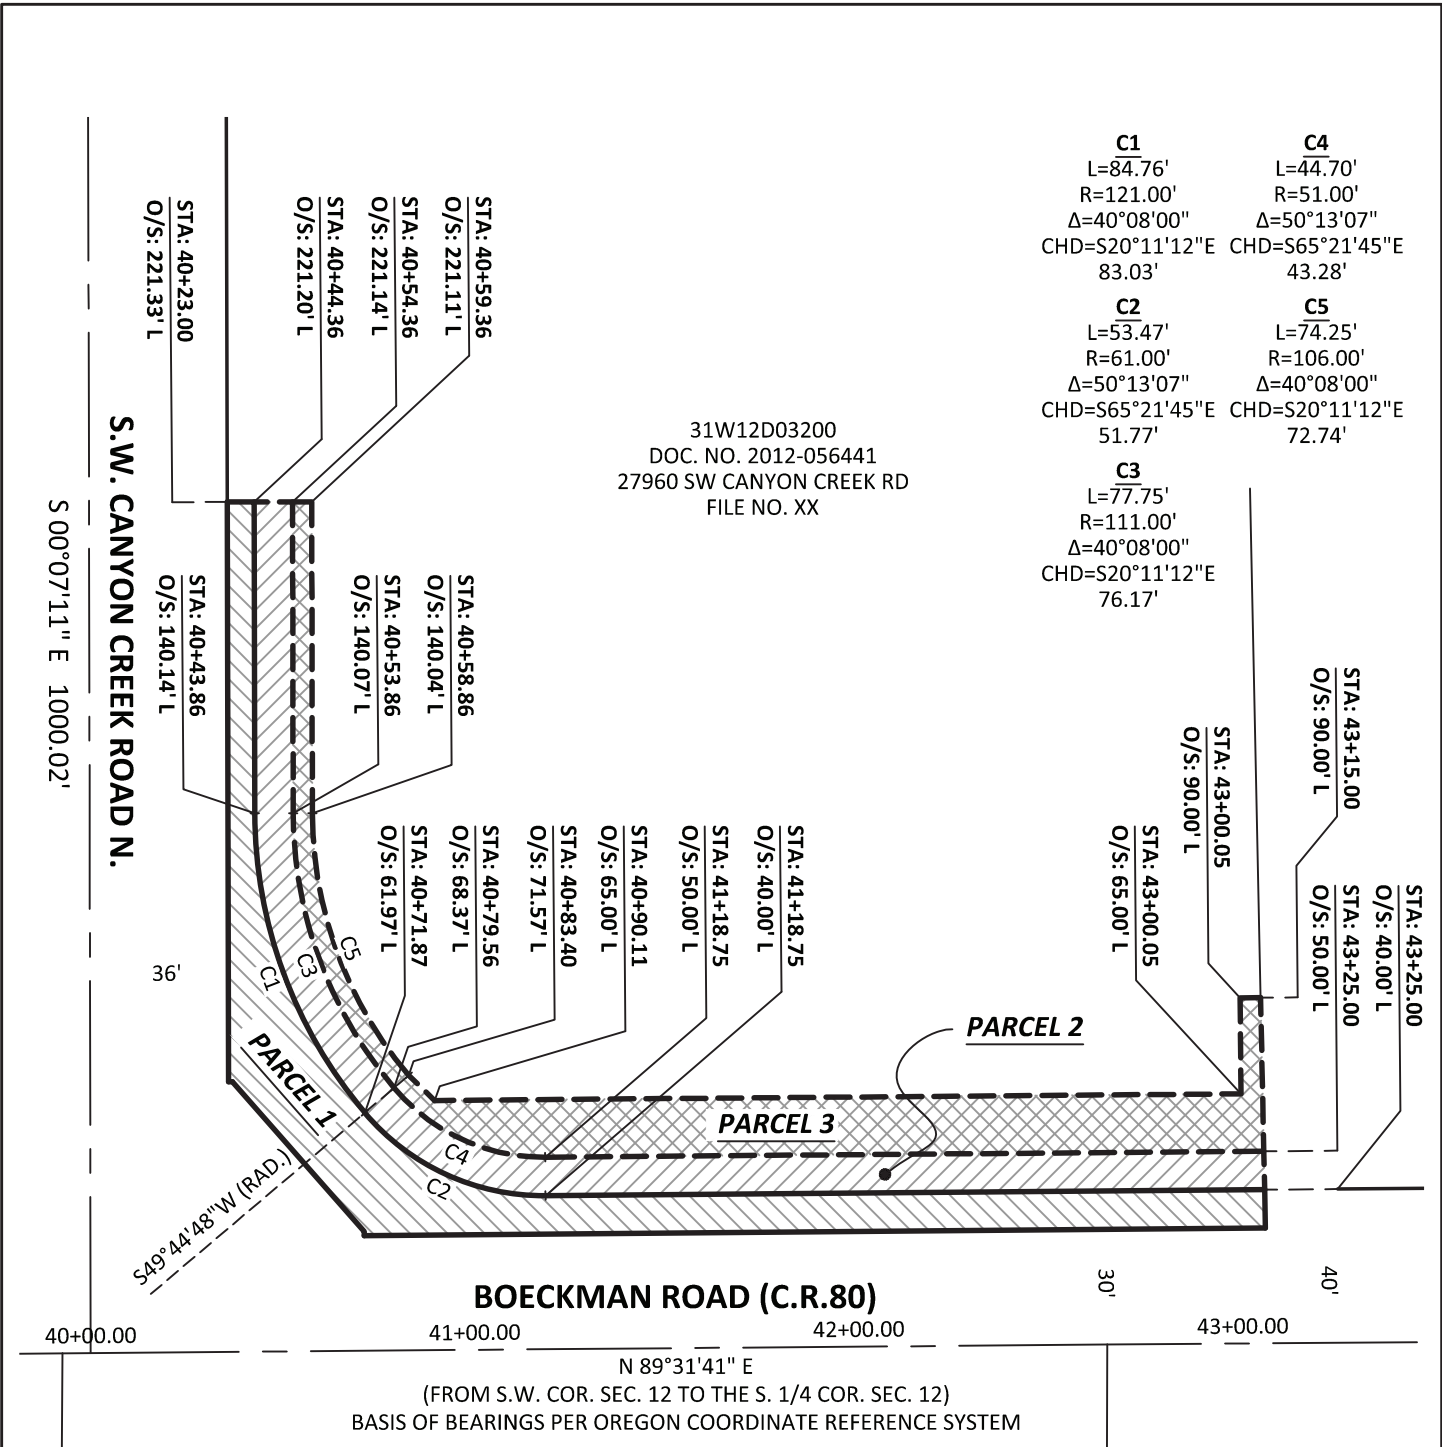 C1
L=84.76'
R=121.00'
Δ=40°08'00"
CHD=S20°11'12"E
83.03'
C4
L=44.70'
R=51.00'
Δ=50°13'07"
CHD=S65°21'45"E
43.28'
C2
L=53.47'
R=61.00'
Δ=50°13'07"
CHD=S65°21'45"E
51.77'
C5
L=74.25'
R=106.00'
Δ=40°08'00"
CHD=S20°11'12"E
72.74'
C3
L=77.75'
R=111.00'
Δ=40°08'00"
CHD=S20°11'12"E
76.17'
STA: 40+23.00
O/S: 221.33' L
STA: 40+44.36
O/S: 221.20' L
STA: 40+54.36
O/S: 221.14' L
STA: 40+59.36
O/S: 221.11' L
31W12D03200
DOC. NO. 2012-056441
27960 SW CANYON CREEK RD
FILE NO. XX
S.W. CANYON CREEK ROAD N.
S 00°07'11" E 1000.02'
STA: 40+43.86
O/S: 140.14' L
STA: 40+53.86
O/S: 140.07' L
STA: 40+58.86
O/S: 140.04' L
STA: 43+15.00
O/S: 90.00' L
STA: 43+00.05
O/S: 90.00' L
STA: 40+71.87
O/S: 61.97' L
STA: 40+79.56
O/S: 68.37' L
STA: 40+83.40
O/S: 71.57' L
STA: 40+90.11
O/S: 65.00' L
STA: 41+18.75
O/S: 50.00' L
STA: 41+18.75
O/S: 40.00' L
STA: 43+00.05
O/S: 65.00' L
STA: 43+25.00
O/S: 50.00' L
STA: 43+25.00
O/S: 40.00' L
36'
C1
C3
C5
PARCEL 1
PARCEL 2
PARCEL 3
C4
C2
S49°44'48"W (RAD.)
30'
40'
BOECKMAN ROAD (C.R.80)
40+00.00
41+00.00
42+00.00
43+00.00
N 89°31'41" E
(FROM S.W. COR. SEC. 12 TO THE S. 1/4 COR. SEC. 12)
BASIS OF BEARINGS PER OREGON COORDINATE REFERENCE SYSTEM